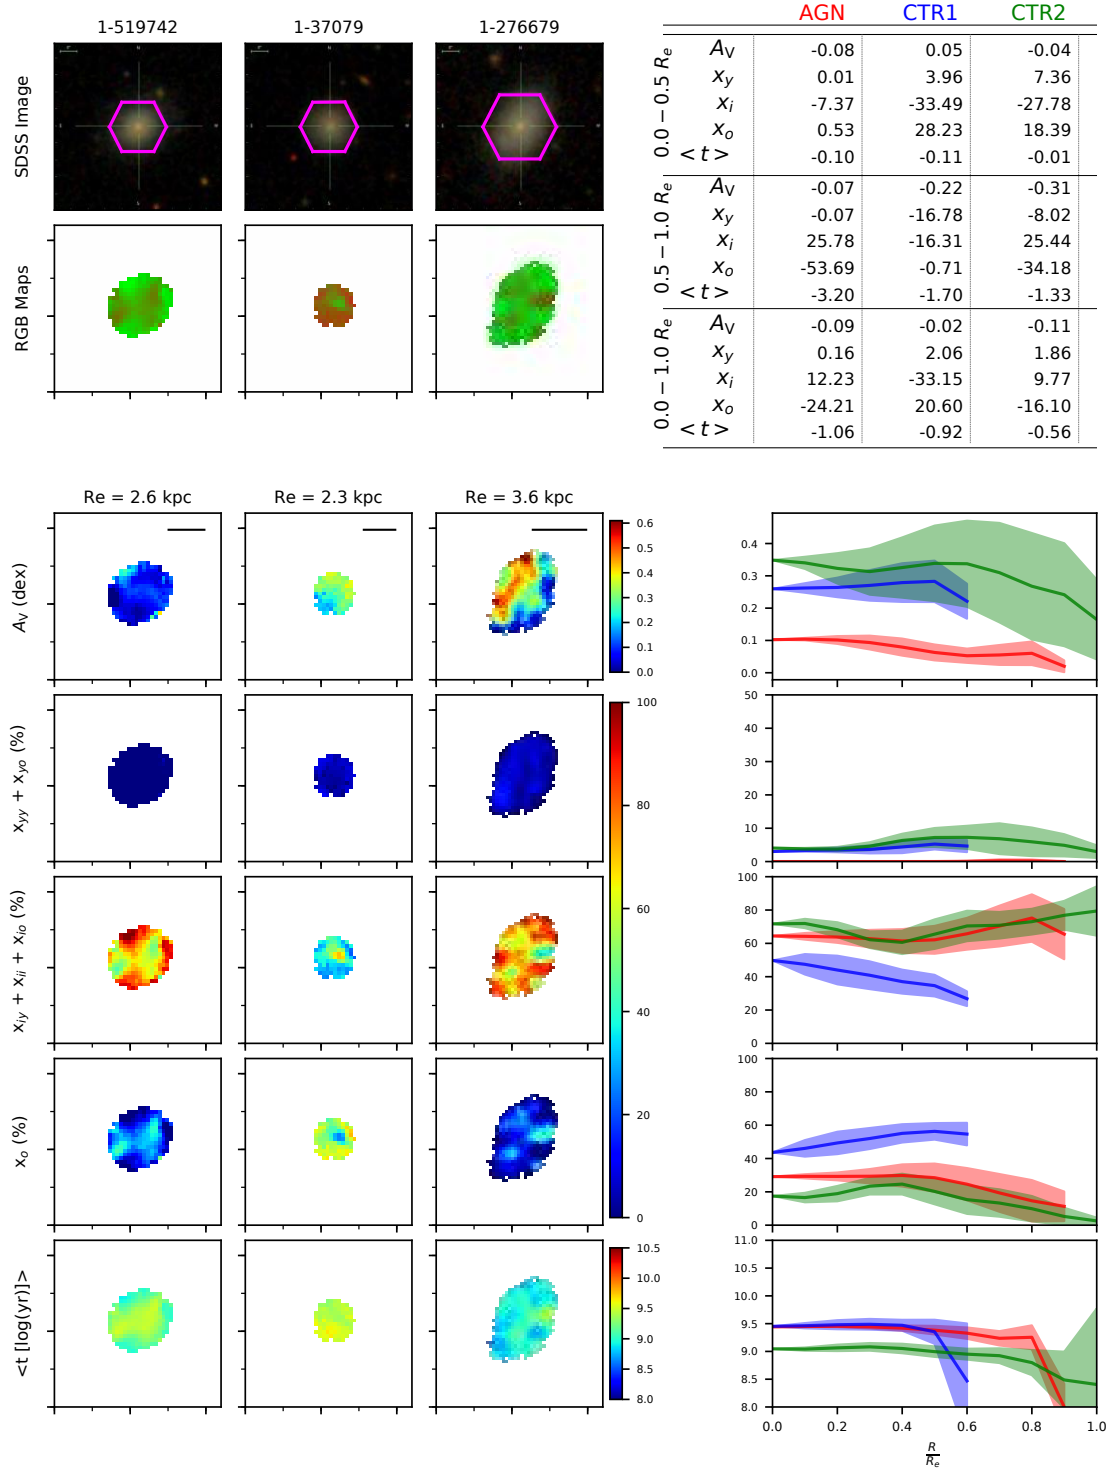 1-519742 1-37079 1-276679
SDSS Image
RGB Maps
AGN CTR1 CTR2
0.0 − 0.5 Re
AV -0.08 0.05 -0.04
xy 0.01 3.96 7.36
xi -7.37 -33.49 -27.78
xo 0.53 28.23 18.39
<t> -0.10 -0.11 -0.01
0.5 − 1.0 Re
AV -0.07 -0.22 -0.31
xy -0.07 -16.78 -8.02
xi 25.78 -16.31 25.44
xo -53.69 -0.71 -34.18
<t> -3.20 -1.70 -1.33
0.0 − 1.0 Re
AV -0.09 -0.02 -0.11
xy 0.16 2.06 1.86
xi 12.23 -33.15 9.77
xo -24.21 20.60 -16.10
<t> -1.06 -0.92 -0.56
Re = 2.6 kpc Re = 2.3 kpc Re = 3.6 kpc
AV (dex)
0.6
0.5
0.4
0.3
0.2
0.1
0.0
0.4
0.3
0.2
0.1
0.0
xyy + xyo (%)
100
80
60
40
20
0
50
40
30
20
10
0
xiy + xii + xio (%)
100
80
60
40
20
0
xo (%)
100
80
60
40
20
0
<t [log(yr)]>
10.5
10.0
9.5
9.0
8.5
8.0
11.0
10.5
10.0
9.5
9.0
8.5
8.0
0.0 0.2 0.4 0.6 0.8 1.0
R
Re